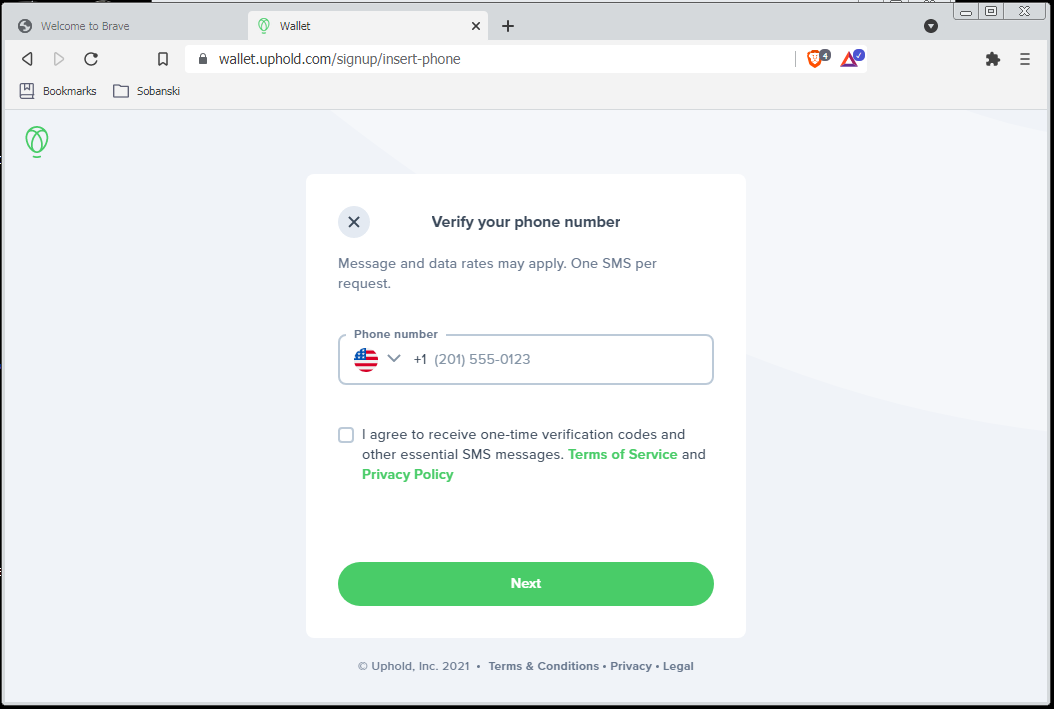 Welcome to Brave
Wallet
wallet.uphold.com/signup/insert-phone
4
Bookmarks
Sobanski
Verify your phone number
Message and data rates may apply. One SMS per
request.
Phone number
+1 (201) 555-0123
I agree to receive one-time verification codes and
other essential SMS messages. Terms of Service and
Privacy Policy
Next
© Uphold, Inc. 2021 • Terms & Conditions • Privacy • Legal